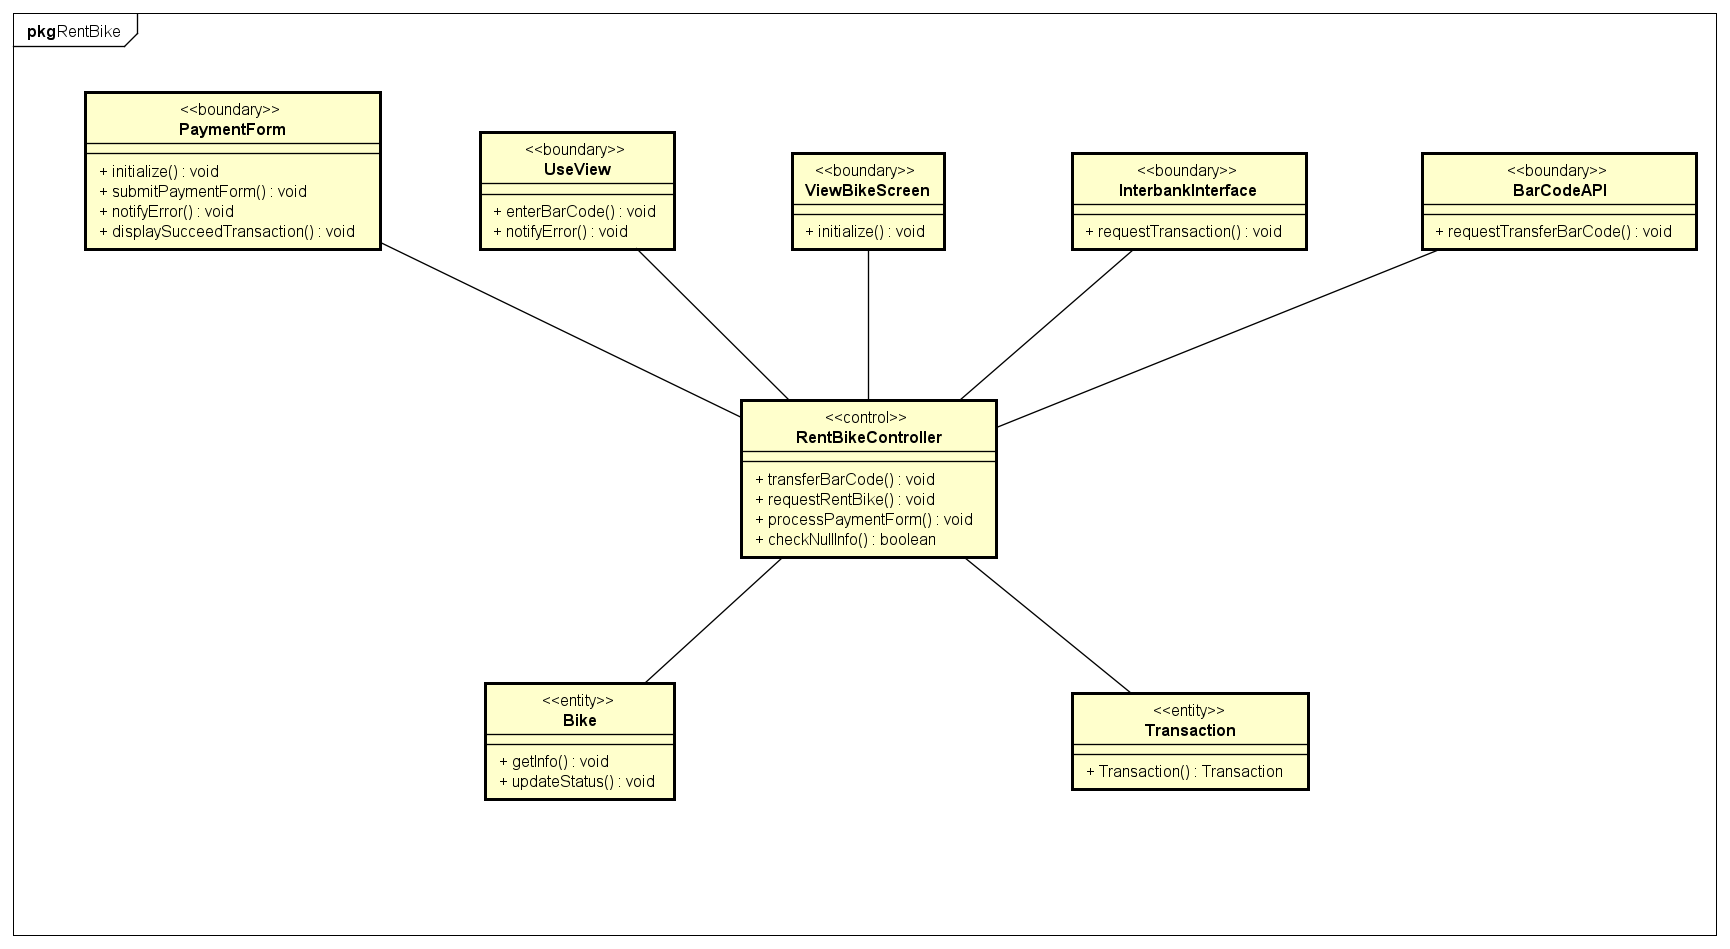 pkg RentBike
<<boundary>>
PaymentForm
+ initialize() : void
+ submitPaymentForm() : void
+ notifyError() : void
+ displaySucceedTransaction() : void
<<boundary>>
UseView
+ enterBarCode() : void
+ notifyError() : void
<<boundary>>
ViewBikeScreen
+ initialize() : void
<<boundary>>
InterbankInterface
+ requestTransaction() : void
<<boundary>>
BarCodeAPI
+ requestTransferBarCode() : void
<<control>>
RentBikeController
+ transferBarCode() : void
+ requestRentBike() : void
+ processPaymentForm() : void
+ checkNullInfo() : boolean
<<entity>>
Bike
+ getInfo() : void
+ updateStatus() : void
<<entity>>
Transaction
+ Transaction() : Transaction